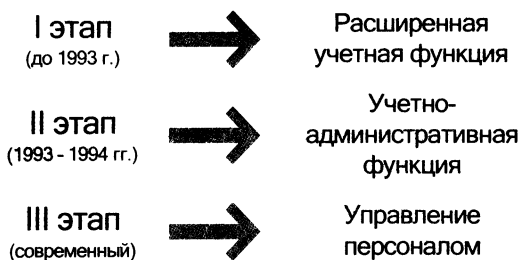 I этап
(до 1993 г.)
Расширенная
учетная функция
II этап
(1993 - 1994 гг.)
Учетно-
административная
функция
III этап
(современный)
Управление
персоналом